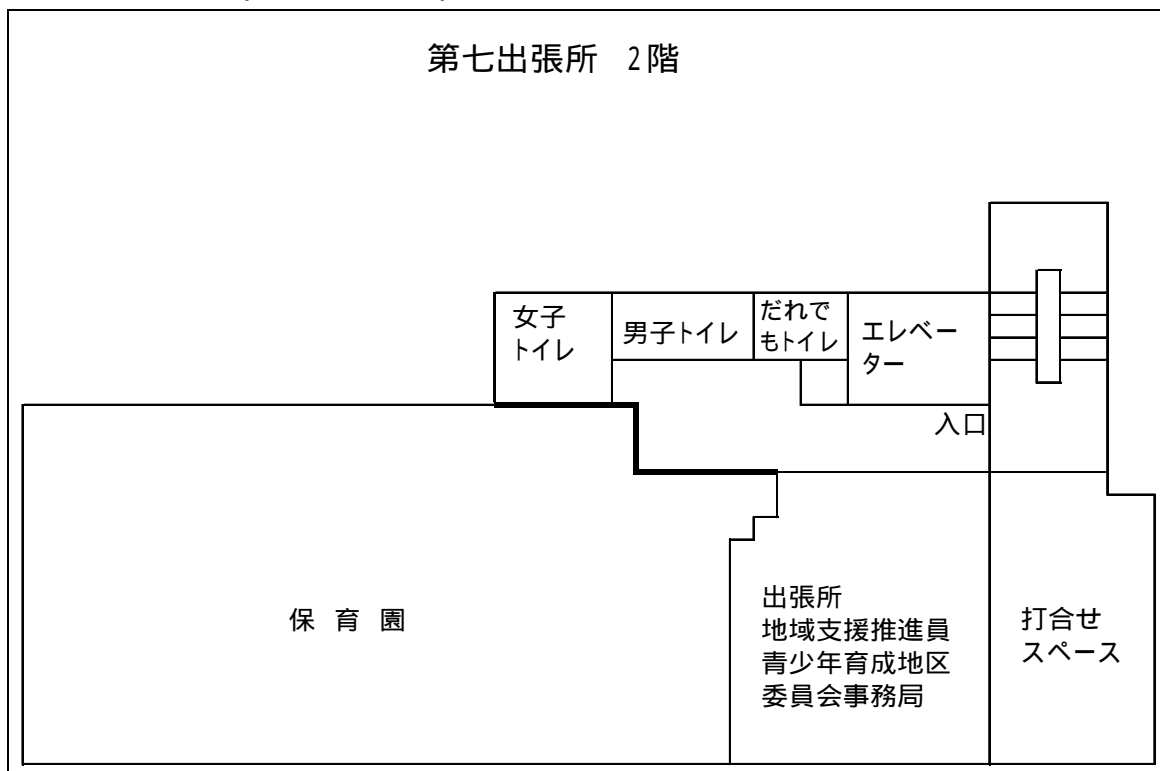 第七出張所 2階
女子
トイレ
男子トイレ
だれで
もトイレ
エレベー
ター
入口
保育園
出張所
地域支援推進員
青少年育成地区
委員会事務局
打合せ
スペース